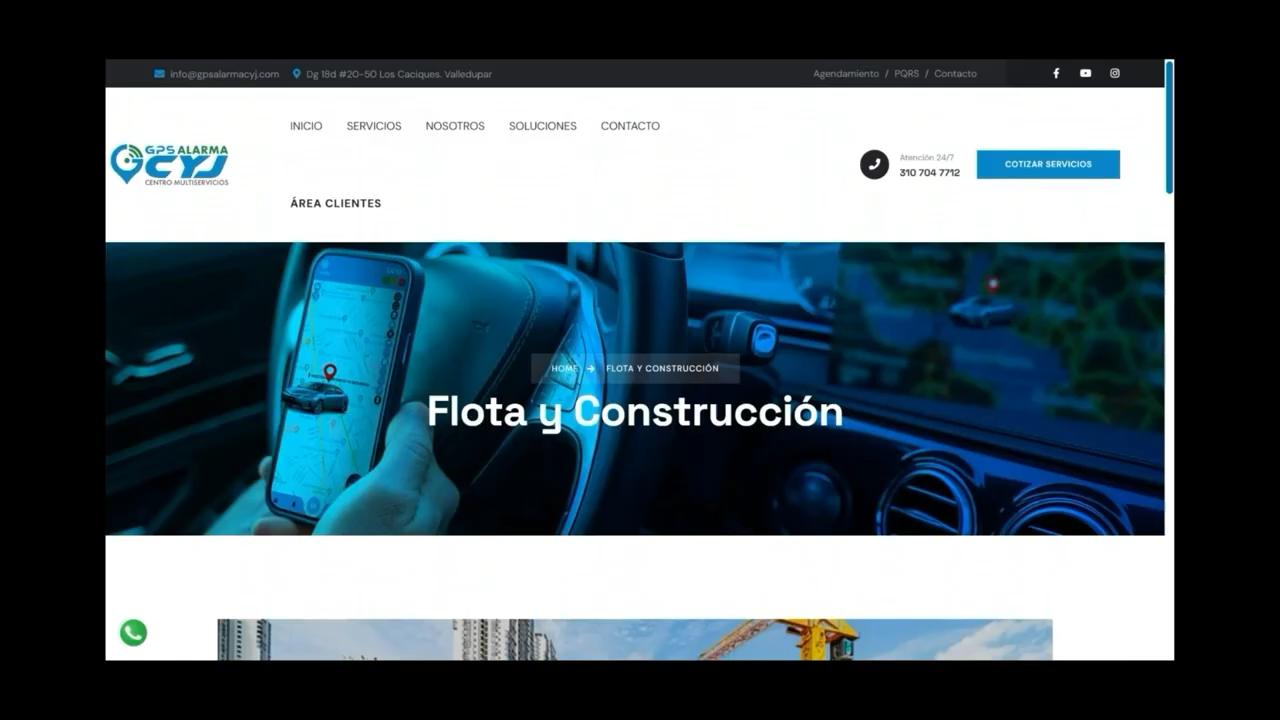 info@gpsalarmacyj.com Dg 18d #20-50 Los Caciques. Valledupar Agendamiento / PQRS / Contacto
INICIO SERVICIOS NOSOTROS SOLUCIONES CONTACTO
GPS ALARMA
CYJ
CENTRO MULTISERVICIOS
Atención 24/7
310 704 7712
COTIZAR SERVICIOS
ÁREA CLIENTES
HOME → FLOTA Y CONSTRUCCIÓN
Flota y Construcción